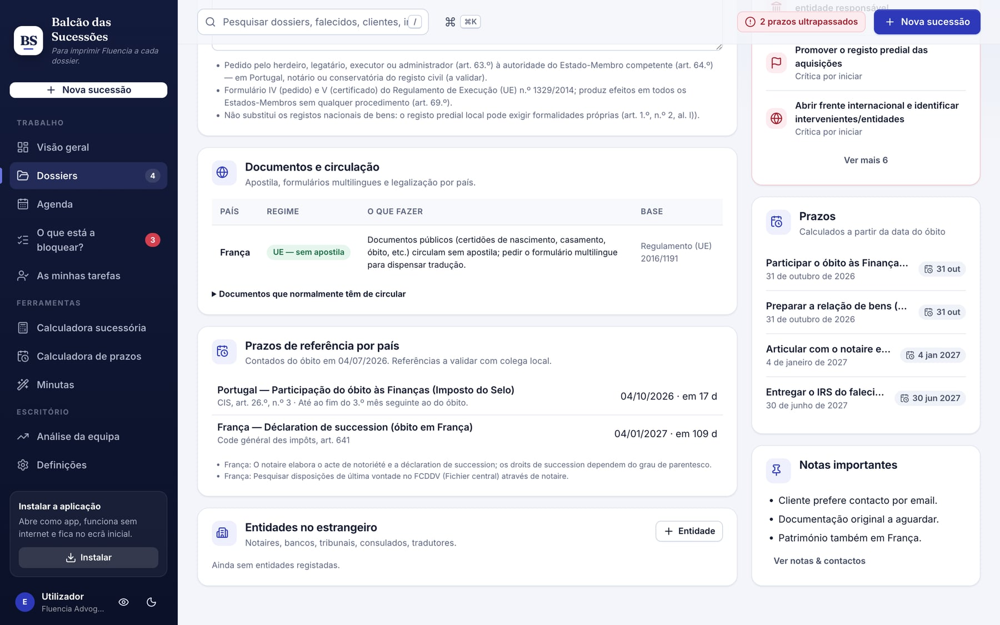 Balcão das
Sucessões
BS
Para imprimir Fluencia a cada
dossier.
+ Nova sucessão
TRABALHO
Visão geral
Dossiers 4
Agenda
O que está a
bloquear? 3
As minhas tarefas
FERRAMENTAS
Calculadora sucessória
Calculadora de prazos
Minutas
ESCRITÓRIO
Análise da equipa
Definições
Instalar a aplicação
Abre como app, funciona sem
internet e fica no ecrã inicial.
Instalar
E
Utilizador
Fluencia Advog...
Pesquisar dossiers, falecidos, clientes, i /
⌘ ⌘K
2 prazos ultrapassados
+ Nova sucessão
• Pedido pelo herdeiro, legatário, executor ou administrador (art. 63.º) à autoridade do Estado-Membro competente (art. 64.º)
— em Portugal, notário ou conservatória do registo civil (a validar).
• Formulário IV (pedido) e V (certificado) do Regulamento de Execução (UE) n.º 1329/2014; produz efeitos em todos os
Estados-Membros sem qualquer procedimento (art. 69.º).
• Não substitui os registos nacionais de bens: o registo predial local pode exigir formalidades próprias (art. 1.º, n.º 2, al. l)).
Documentos e circulação
Apostila, formulários multilingues e legalização por país.
PAÍS REGIME O QUE FAZER BASE
França
UE — sem apostila
Documentos públicos (certidões de nascimento, casamento,
óbito, etc.) circulam sem apostila; pedir o formulário multilingue
para dispensar tradução.
Regulamento (UE)
2016/1191
▶ Documentos que normalmente têm de circular
Prazos de referência por país
Contados do óbito em 04/07/2026. Referências a validar com colega local.
Portugal — Participação do óbito às Finanças (Imposto do Selo)
CIS, art. 26.º, n.º 3 · Até ao fim do 3.º mês seguinte ao do óbito.
04/10/2026 · em 17 d
França — Déclaration de succession (óbito em França)
Code général des impôts, art. 641
04/01/2027 · em 109 d
• França: O notaire elabora o acte de notoriété e a déclaration de succession; os droits de succession dependem do grau de parentesco.
• França: Pesquisar disposições de última vontade no FCDDV (Fichier central) através de notaire.
Entidades no estrangeiro
Notaires, bancos, tribunais, consulados, tradutores.
+ Entidade
Ainda sem entidades registadas.
entidade responsável
Promover o registo predial das
aquisições
Crítica por iniciar
Abrir frente internacional e identificar
intervenientes/entidades
Crítica por iniciar
Ver mais 6
Prazos
Calculados a partir da data do óbito
Participar o óbito às Finança... 31 out
31 de outubro de 2026
Preparar a relação de bens (... 31 out
31 de outubro de 2026
Articular com o notaire e... 4 jan 2027
4 de janeiro de 2027
Entregar o IRS do faleci... 30 jun 2027
30 de junho de 2027
Notas importantes
• Cliente prefere contacto por email.
• Documentação original a aguardar.
• Património também em França.
Ver notas & contactos